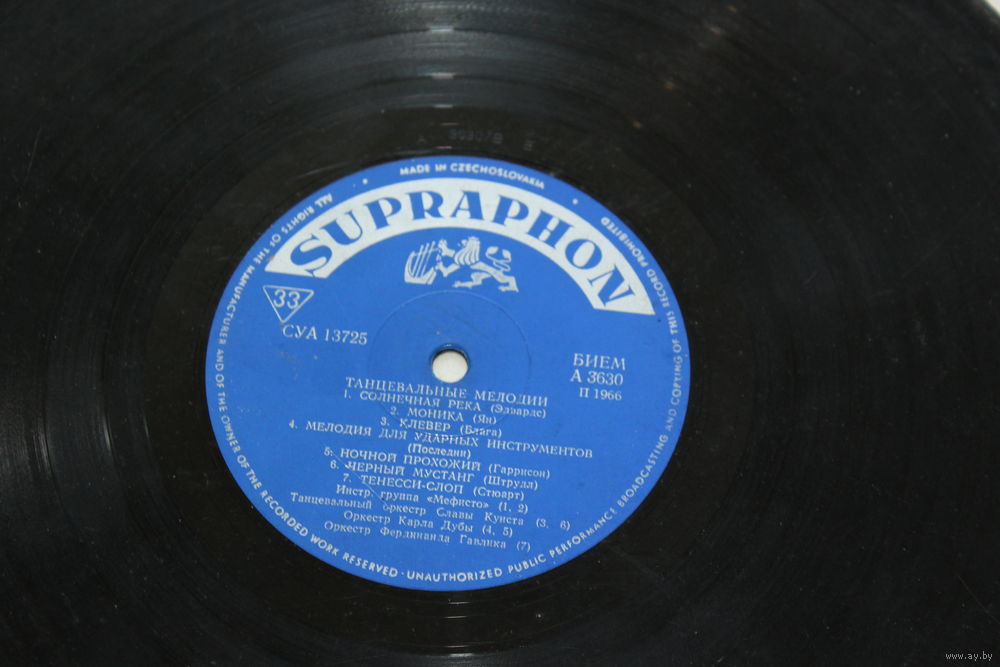 MADE IN CZECHOSLOVAKIA
ALL RIGHTS OF THE MANUFACTURER AND OF THE OWNER OF THE RECORDED WORK RESERVED · UNAUTHORIZED PUBLIC PERFORMANCE BROADCASTING AND COPYING OF THIS RECORD PROHIBITED
SUPRAPHON
33
СУА 13725
БИЕМ
А 3630
П 1966
ТАНЦЕВАЛЬНЫЕ МЕЛОДИИ
1. СОЛНЕЧНАЯ РЕКА (Эдвардс)
2. МОНИКА (Ян)
3. КЛЕВЕР (Блага)
4. МЕЛОДИЯ ДЛЯ УДАРНЫХ ИНСТРУМЕНТОВ
(Последни)
5. НОЧНОЙ ПРОХОЖИЙ (Гаррисон)
6. ЧЕРНЫЙ МУСТАНГ (Штрулл)
7. ТЕНЕССИ-СЛОП (Стюарт)
Инстр. группа «Мефисто» (1, 2)
Танцевальный оркестр Славы Кунста (3, 6)
Оркестр Карла Дубы (4, 5)
Оркестр Фердинанда Гавлика (7)
www.ay.by